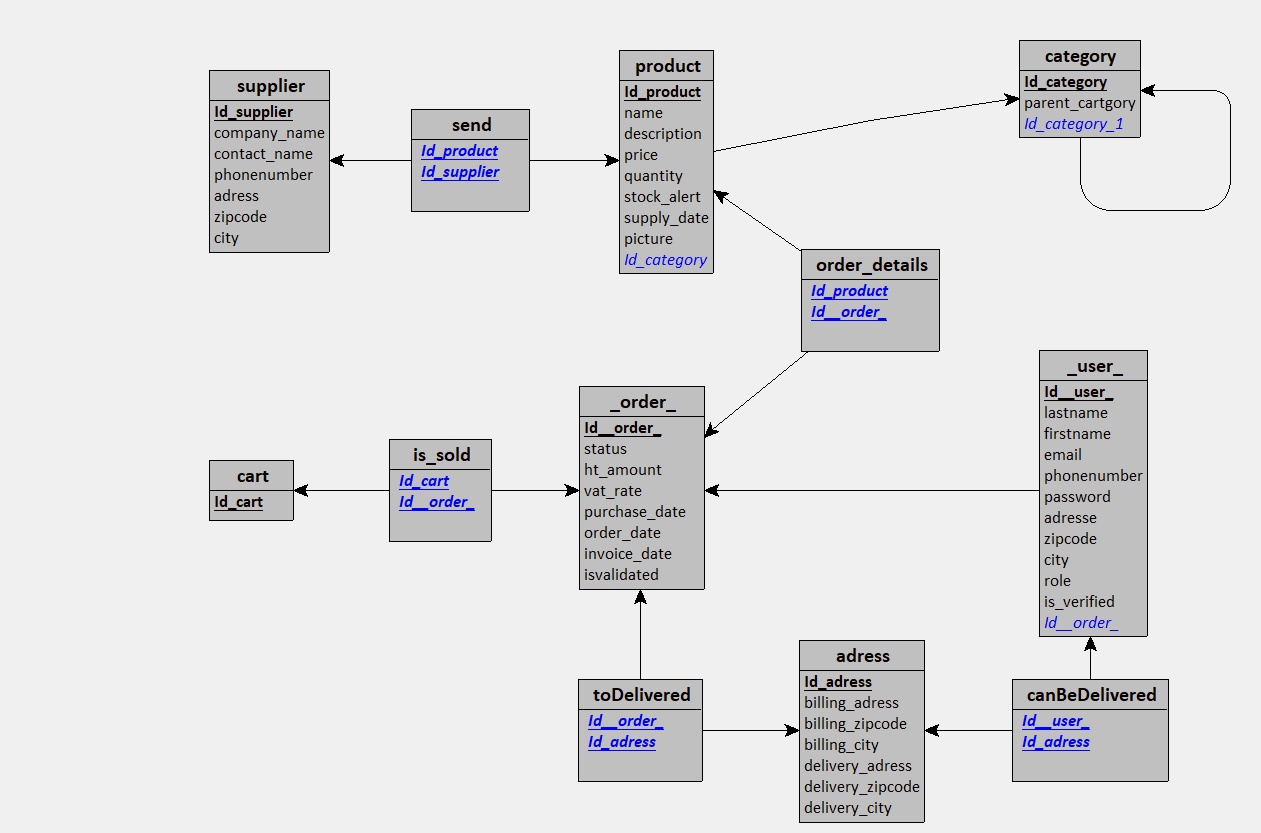 supplier
Id_supplier
company_name
contact_name
phonenumber
adress
zipcode
city
send
Id_product
Id_supplier
product
Id_product
name
description
price
quantity
stock_alert
supply_date
picture
Id_category
category
Id_category
parent_cartgory
Id_category_1
order_details
Id_product
Id__order_
cart
Id_cart
is_sold
Id_cart
Id__order_
_order_
Id__order_
status
ht_amount
vat_rate
purchase_date
order_date
invoice_date
isvalidated
_user_
Id__user_
lastname
firstname
email
phonenumber
password
adresse
zipcode
city
role
is_verified
Id__order_
toDelivered
Id__order_
Id_adress
adress
Id_adress
billing_adress
billing_zipcode
billing_city
delivery_adress
delivery_zipcode
delivery_city
canBeDelivered
Id__user_
Id_adress